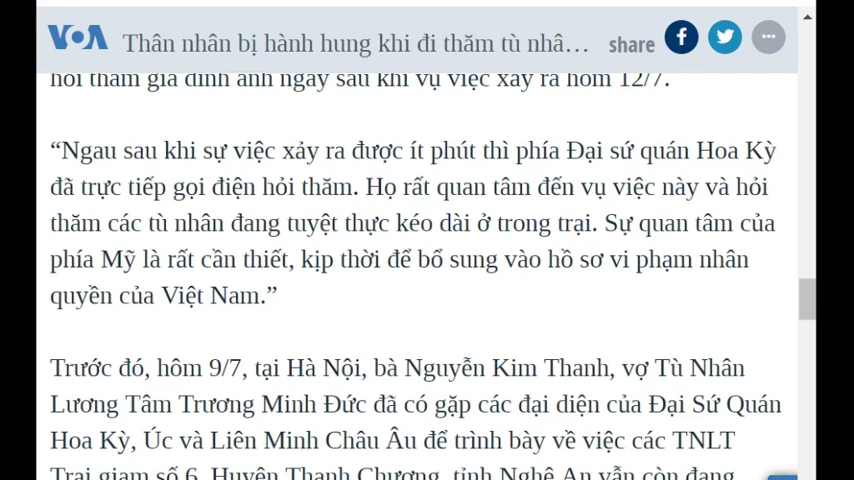 VOA Thân nhân bị hành hung khi đi thăm tù nhâ… share
hỏi thăm gia đình anh ngay sau khi vụ việc xảy ra hôm 12/7.
“Ngau sau khi sự việc xảy ra được ít phút thì phía Đại sứ quán Hoa Kỳ
đã trực tiếp gọi điện hỏi thăm. Họ rất quan tâm đến vụ việc này và hỏi
thăm các tù nhân đang tuyệt thực kéo dài ở trong trại. Sự quan tâm của
phía Mỹ là rất cần thiết, kịp thời để bổ sung vào hồ sơ vi phạm nhân
quyền của Việt Nam.”
Trước đó, hôm 9/7, tại Hà Nội, bà Nguyễn Kim Thanh, vợ Tù Nhân
Lương Tâm Trương Minh Đức đã có gặp các đại diện của Đại Sứ Quán
Hoa Kỳ, Úc và Liên Minh Châu Âu để trình bày về việc các TNLT
Trại giam số 6, Huyện Thanh Chương, tỉnh Nghệ An vẫn còn đang